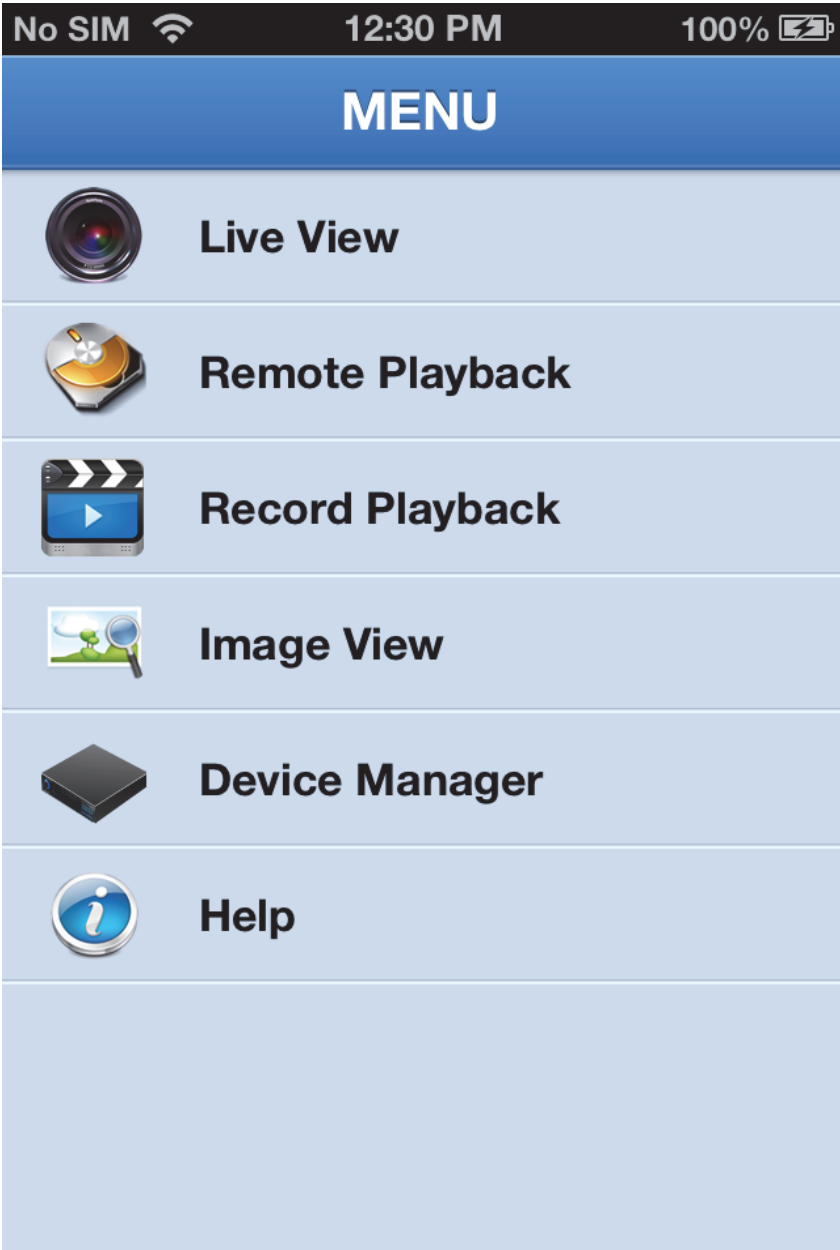 No SIM 12:30 PM 100%
MENU
Live View
Remote Playback
Record Playback
Image View
Device Manager
Help